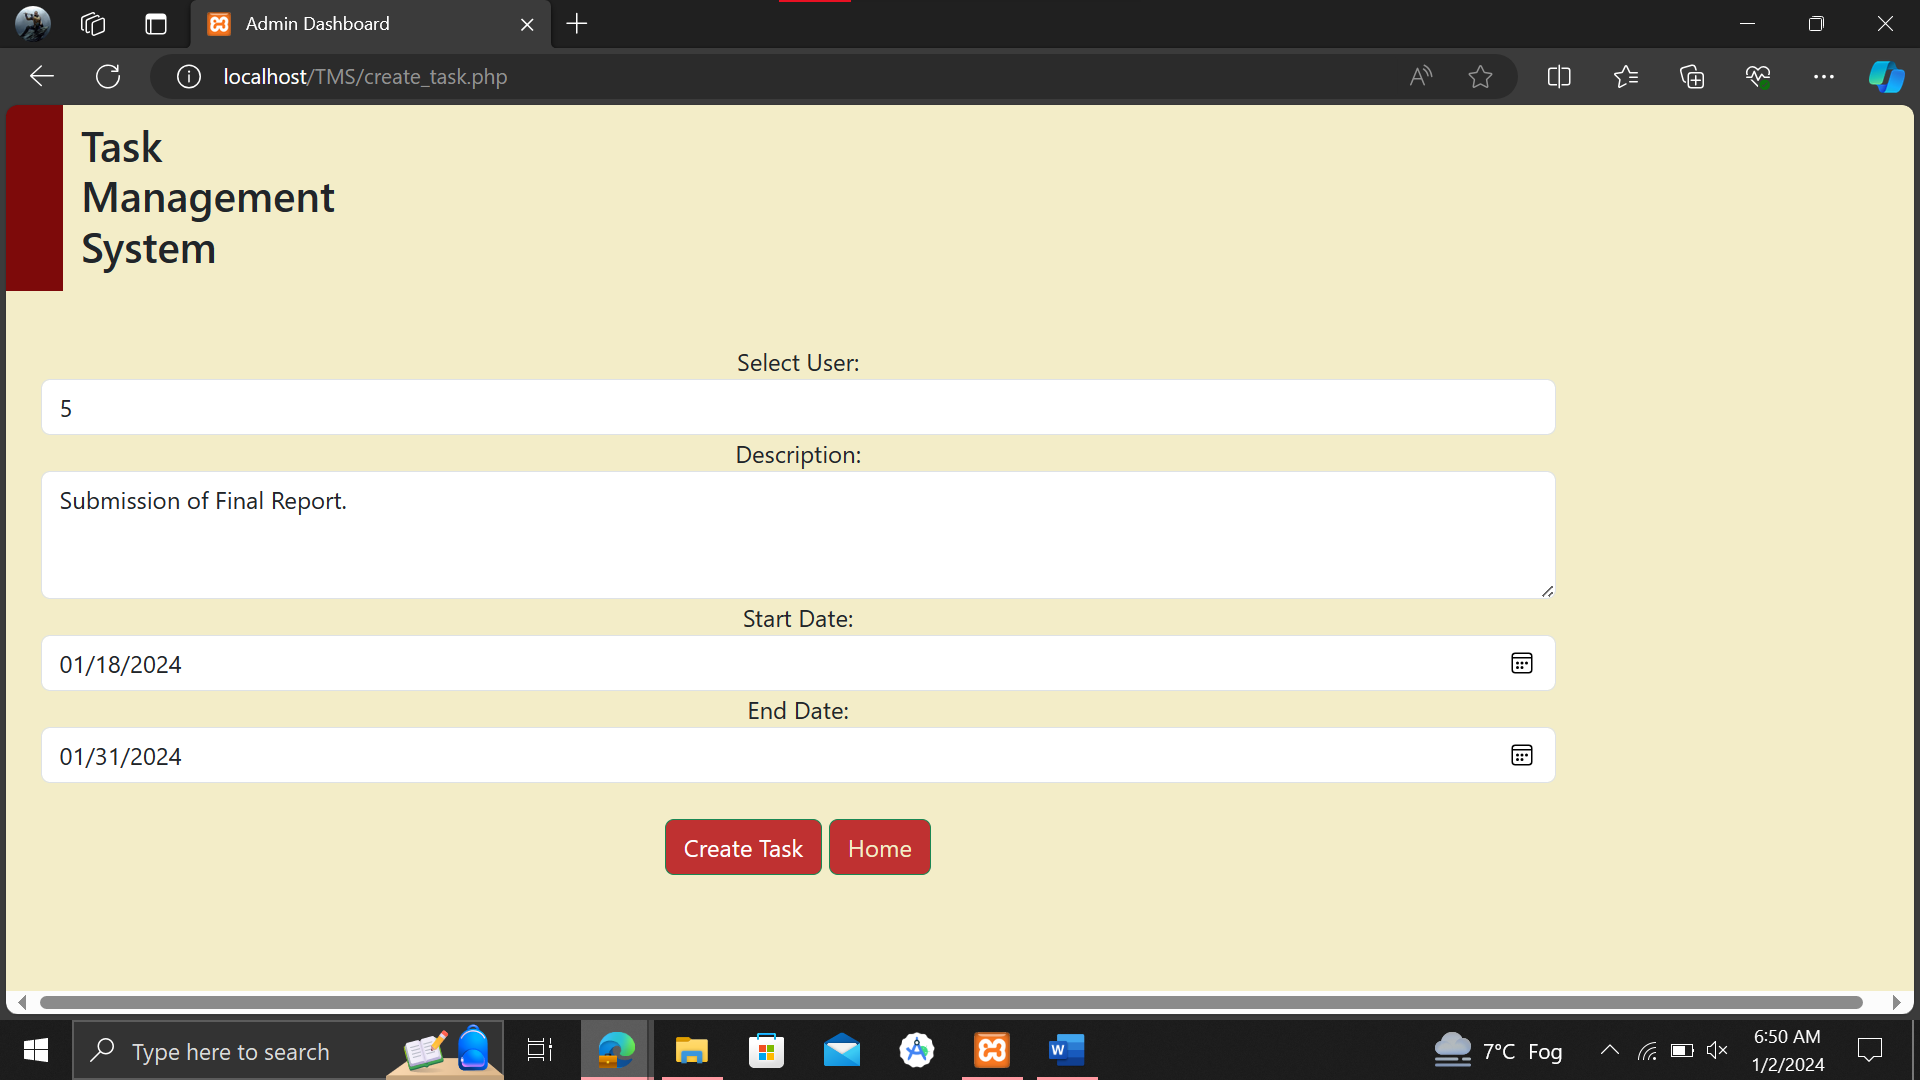 Admin Dashboard
localhost/TMS/create_task.php
Task
Management
System
Select User:
5
Description:
Submission of Final Report.
Start Date:
01/18/2024
End Date:
01/31/2024
Create Task Home
Type here to search
7°C Fog
6:50 AM
1/2/2024